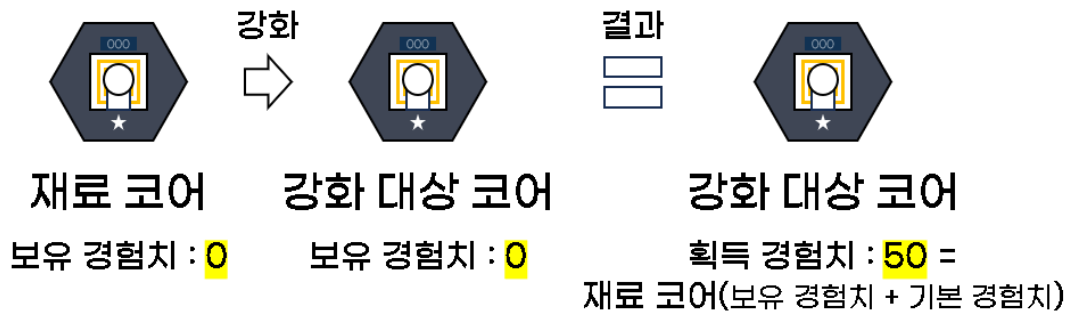 강화
결과
000
000
000
재료 코어
강화 대상 코어
강화 대상 코어
보유 경험치 : 0
보유 경험치 : 0
획득 경험치 : 50 =
재료 코어(보유 경험치 + 기본 경험치)